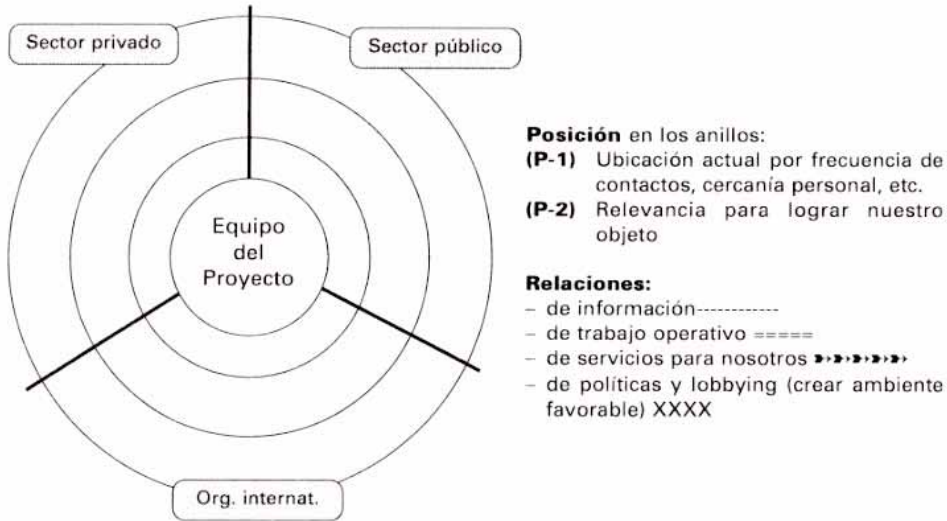 Sector privado
Sector público
Equipo
del
Proyecto
Org. internat.
Posición en los anillos:
(P-1) Ubicación actual por frecuencia de
contactos, cercanía personal, etc.
(P-2) Relevancia para lograr nuestro
objeto
Relaciones:
– de información------------
– de trabajo operativo =====
– de servicios para nosotros ➽➽➽➽➽
– de políticas y lobbying (crear ambiente
favorable) XXXX